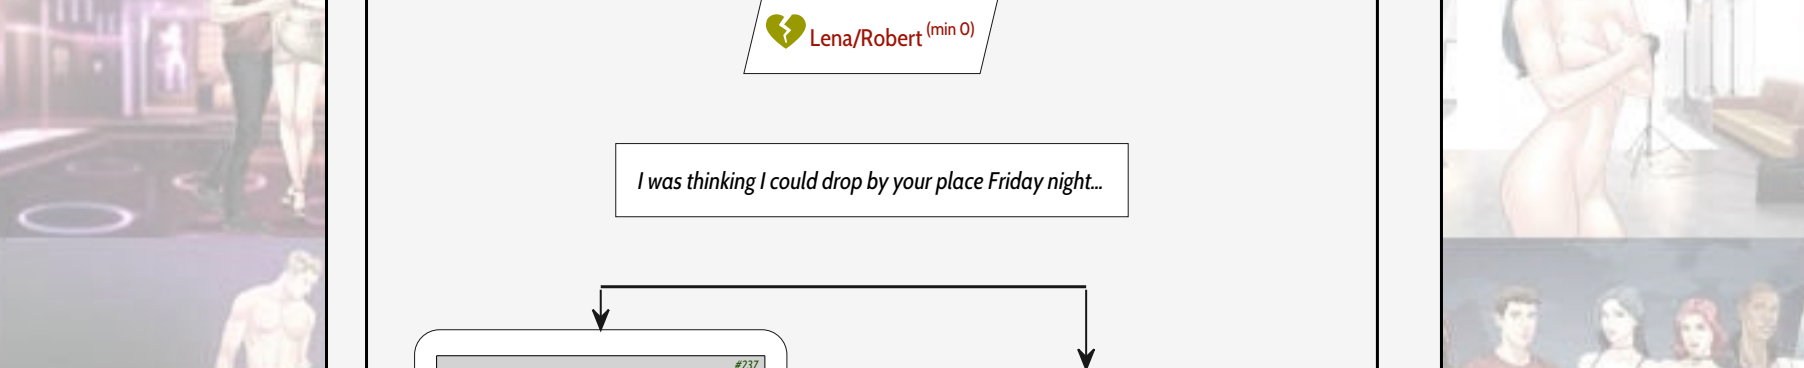 Lena/Robert (min 0)
I was thinking I could drop by your place Friday night...
#237